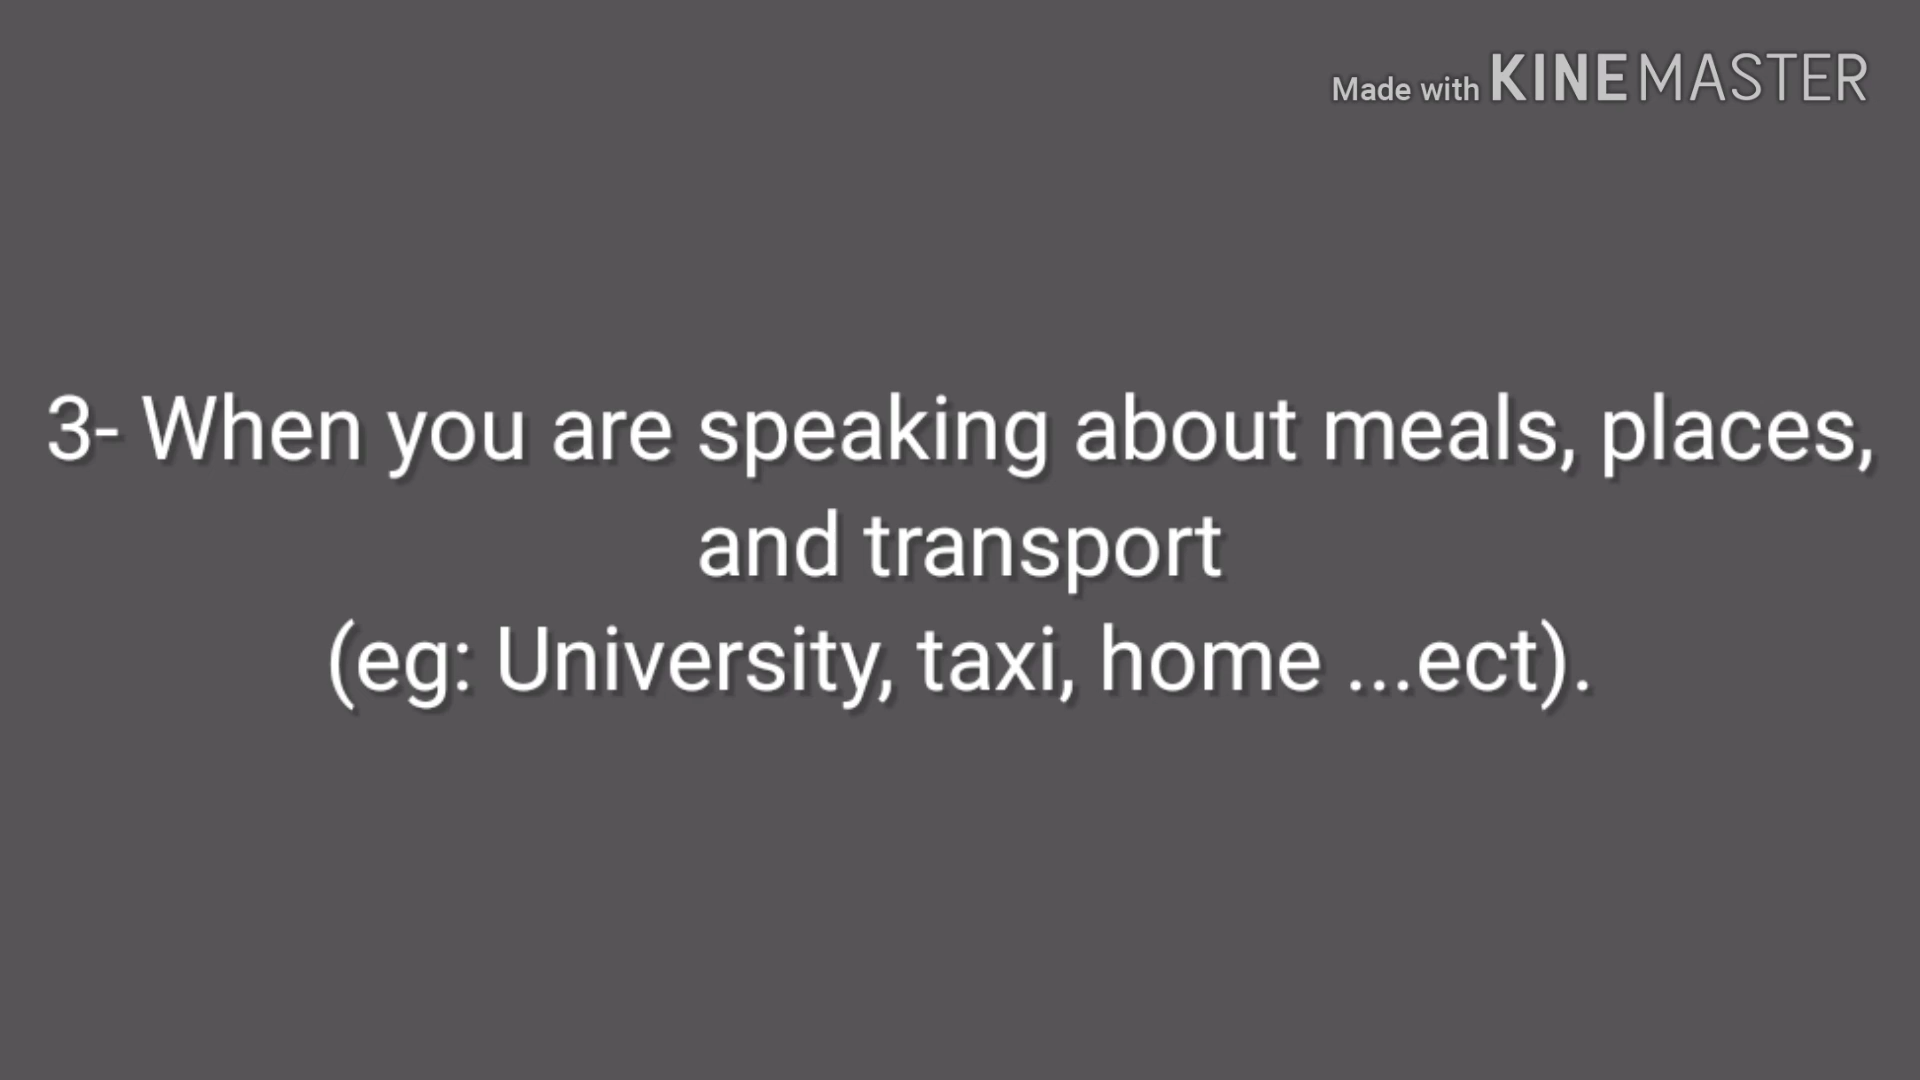 Made with KINEMASTER
3- When you are speaking about meals, places,
and transport
(eg: University, taxi, home ...ect).